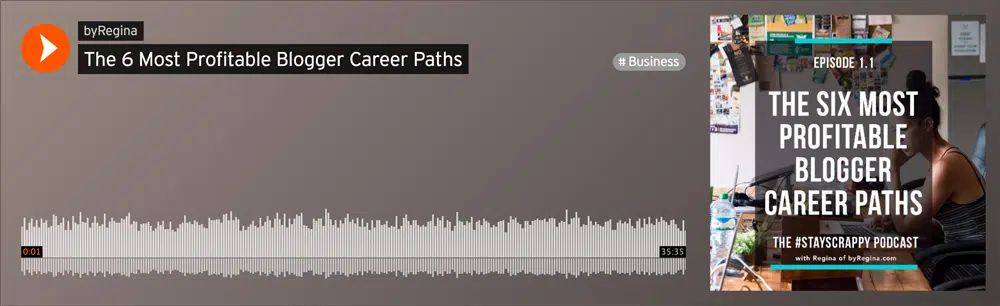 byRegina
The 6 Most Profitable Blogger Career Paths
# Business
0:01
35:35
EPISODE 1.1
THE SIX MOST
PROFITABLE
BLOGGER
CAREER PATHS
THE #STAYSCRAPPY PODCAST
with Regina of byRegina.com